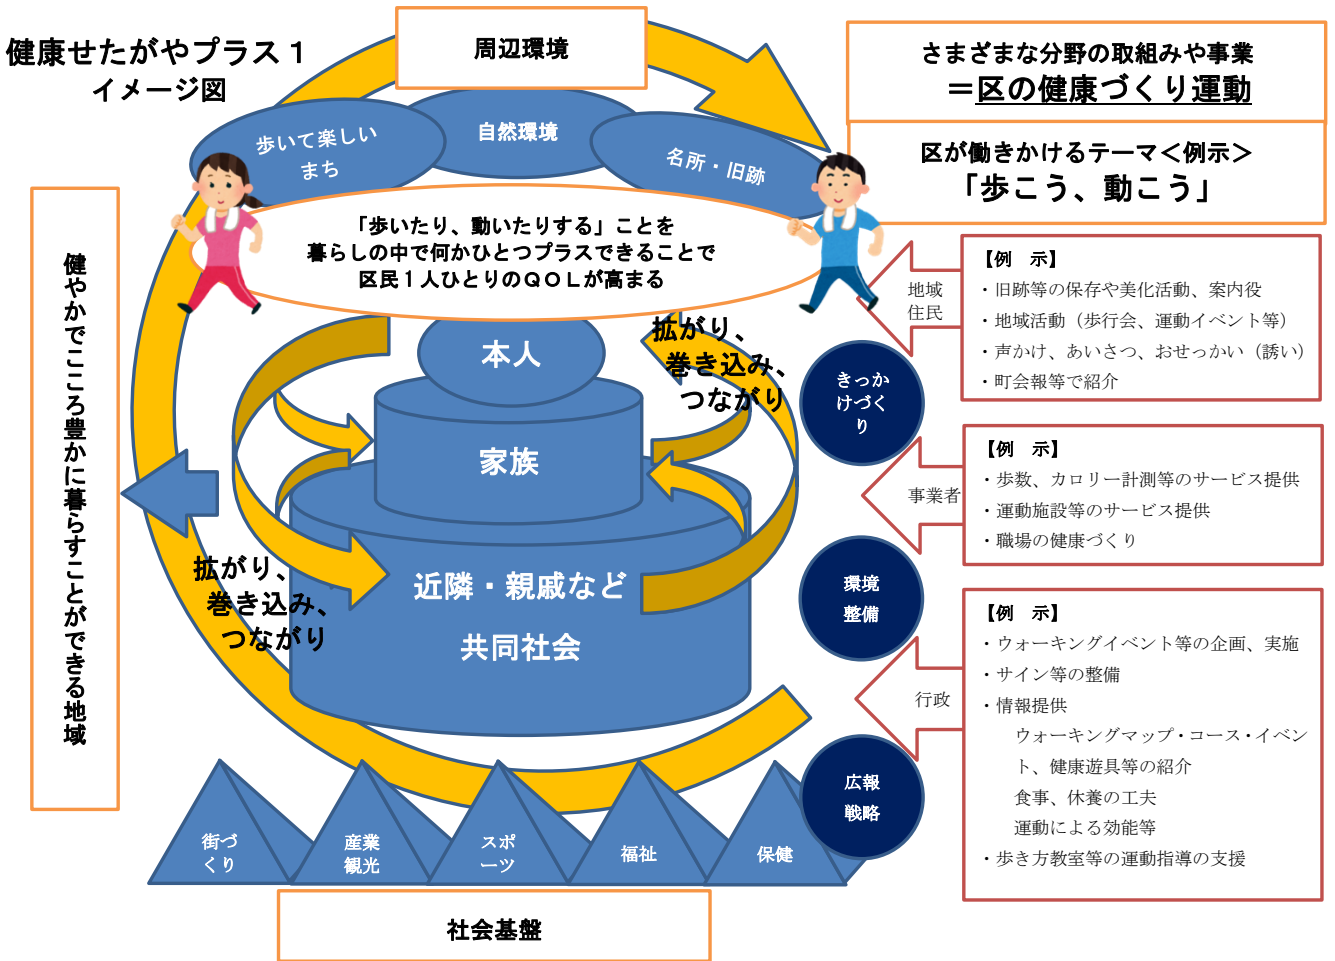 健康せたがやプラス１
イメージ図
周辺環境
さまざまな分野の取組みや事業
＝区の健康づくり運動
区が働きかけるテーマ＜例示＞
「歩こう、動こう」
歩いて楽しい
まち
自然環境
名所・旧跡
「歩いたり、動いたりする」ことを
暮らしの中で何かひとつプラスできることで
区民１人ひとりのＱＯＬが高まる
健やかでこころ豊かに暮らすことができる地域
本人
家族
近隣・親戚など
共同社会
拡がり、
巻き込み、
つながり
拡がり、
巻き込み、
つながり
きっか
けづく
り
環境
整備
広報
戦略
地域
住民
【例　示】
・旧跡等の保存や美化活動、案内役
・地域活動（歩行会、運動イベント等）
・声かけ、あいさつ、おせっかい（誘い）
・町会報等で紹介
事業者
【例　示】
・歩数、カロリー計測等のサービス提供
・運動施設等のサービス提供
・職場の健康づくり
行政
【例　示】
・ウォーキングイベント等の企画、実施
・サイン等の整備
・情報提供
ウォーキングマップ・コース・イベン
ト、健康遊具等の紹介
食事、休養の工夫
運動による効能等
・歩き方教室等の運動指導の支援
街づ
くり
産業
観光
スポ
ーツ
福祉
保健
社会基盤